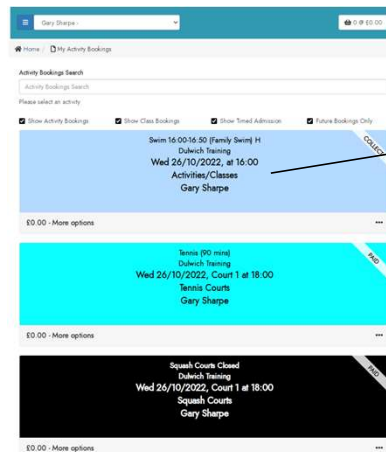 Gary Sharpe :
0 @ £0.00
Home / My Activity Bookings
Activity Bookings Search
Activity Bookings Search
Please select an activity
Show Activity Bookings Show Class Bookings Show Timed Admission Future Bookings Only
Swim 16:00-16:50 (Family Swim) H
COLLECT
Dulwich Training
Wed 26/10/2022, at 16:00
Activities/Classes
Gary Sharpe
£0.00 - More options
Tennis (90 mins)
PAID
Dulwich Training
Wed 26/10/2022, Court 1 at 18:00
Tennis Courts
Gary Sharpe
£0.00 - More options
Squash Courts Closed
PAID
Dulwich Training
Wed 26/10/2022, Court 1 at 18:00
Squash Courts
Gary Sharpe
£0.00 - More options